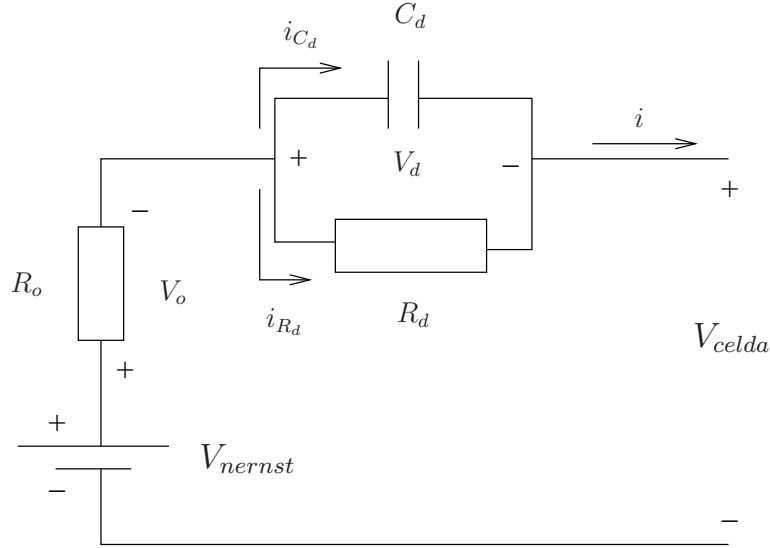 C_d
i_{C_d}
i
+ V_d −
+
−
R_o V_o
i_{R_d}
R_d
V_{celda}
+
+
V_{nernst}
−
−